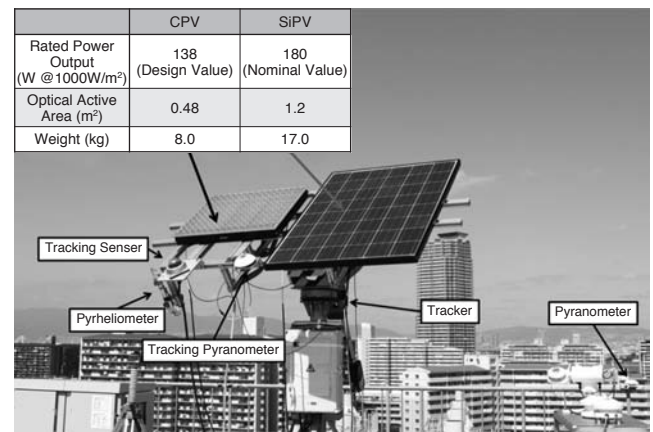 CPV SiPV
Rated Power
Output
(W @1000W/m²)
138
(Design Value)
180
(Nominal Value)
Optical Active
Area (m²)
0.48 1.2
Weight (kg) 8.0 17.0
Tracking Senser
Pyrheliometer
Tracking Pyranometer
Tracker
Pyranometer